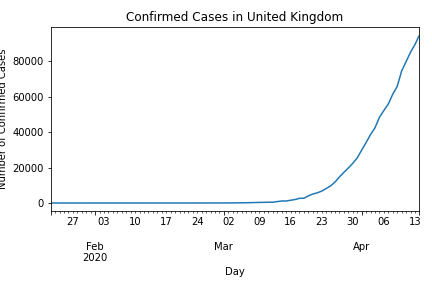 Confirmed Cases in United Kingdom
Number of Confirmed Cases
80000
60000
40000
20000
0
27 03 10 17 24 02 09 16 23 30 06 13
Feb Mar Apr
2020
Day